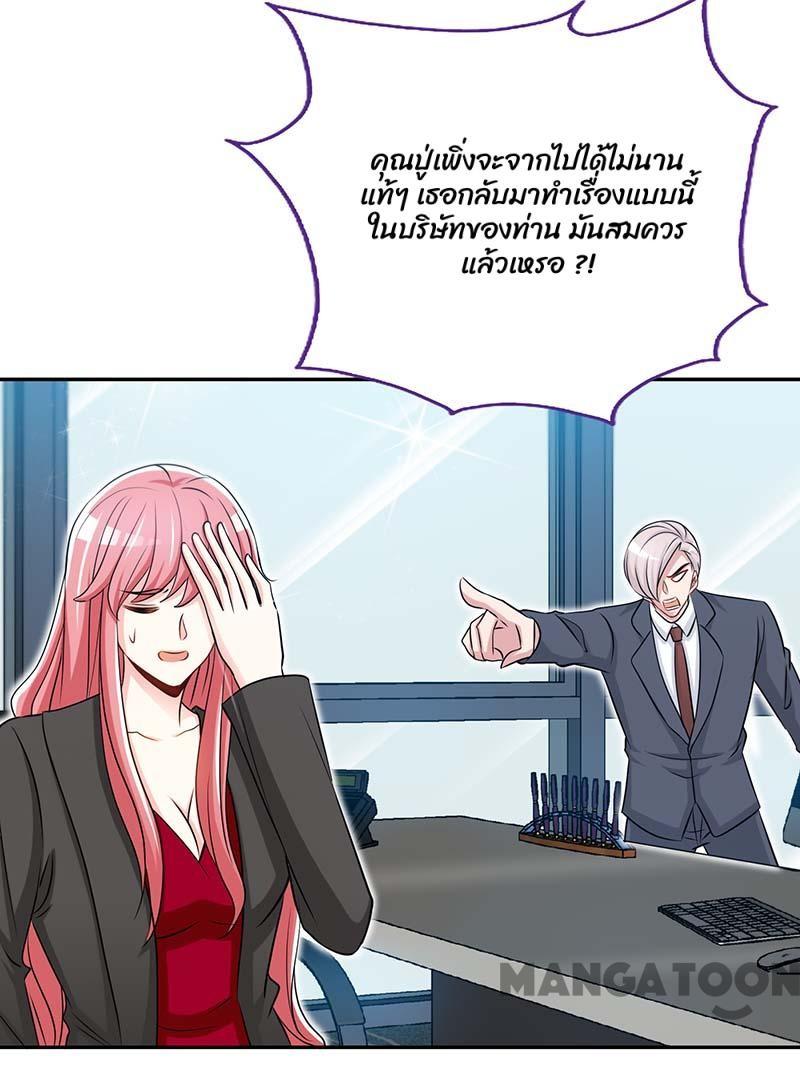 คุณปู่เพิ่งจะจากไปได้ไม่นาน
แท้ๆ เธอกลับมาทำเรื่องแบบนี้
ในบริษัทของท่าน มันสมควร
แล้วเหรอ ?!
MANGATOON